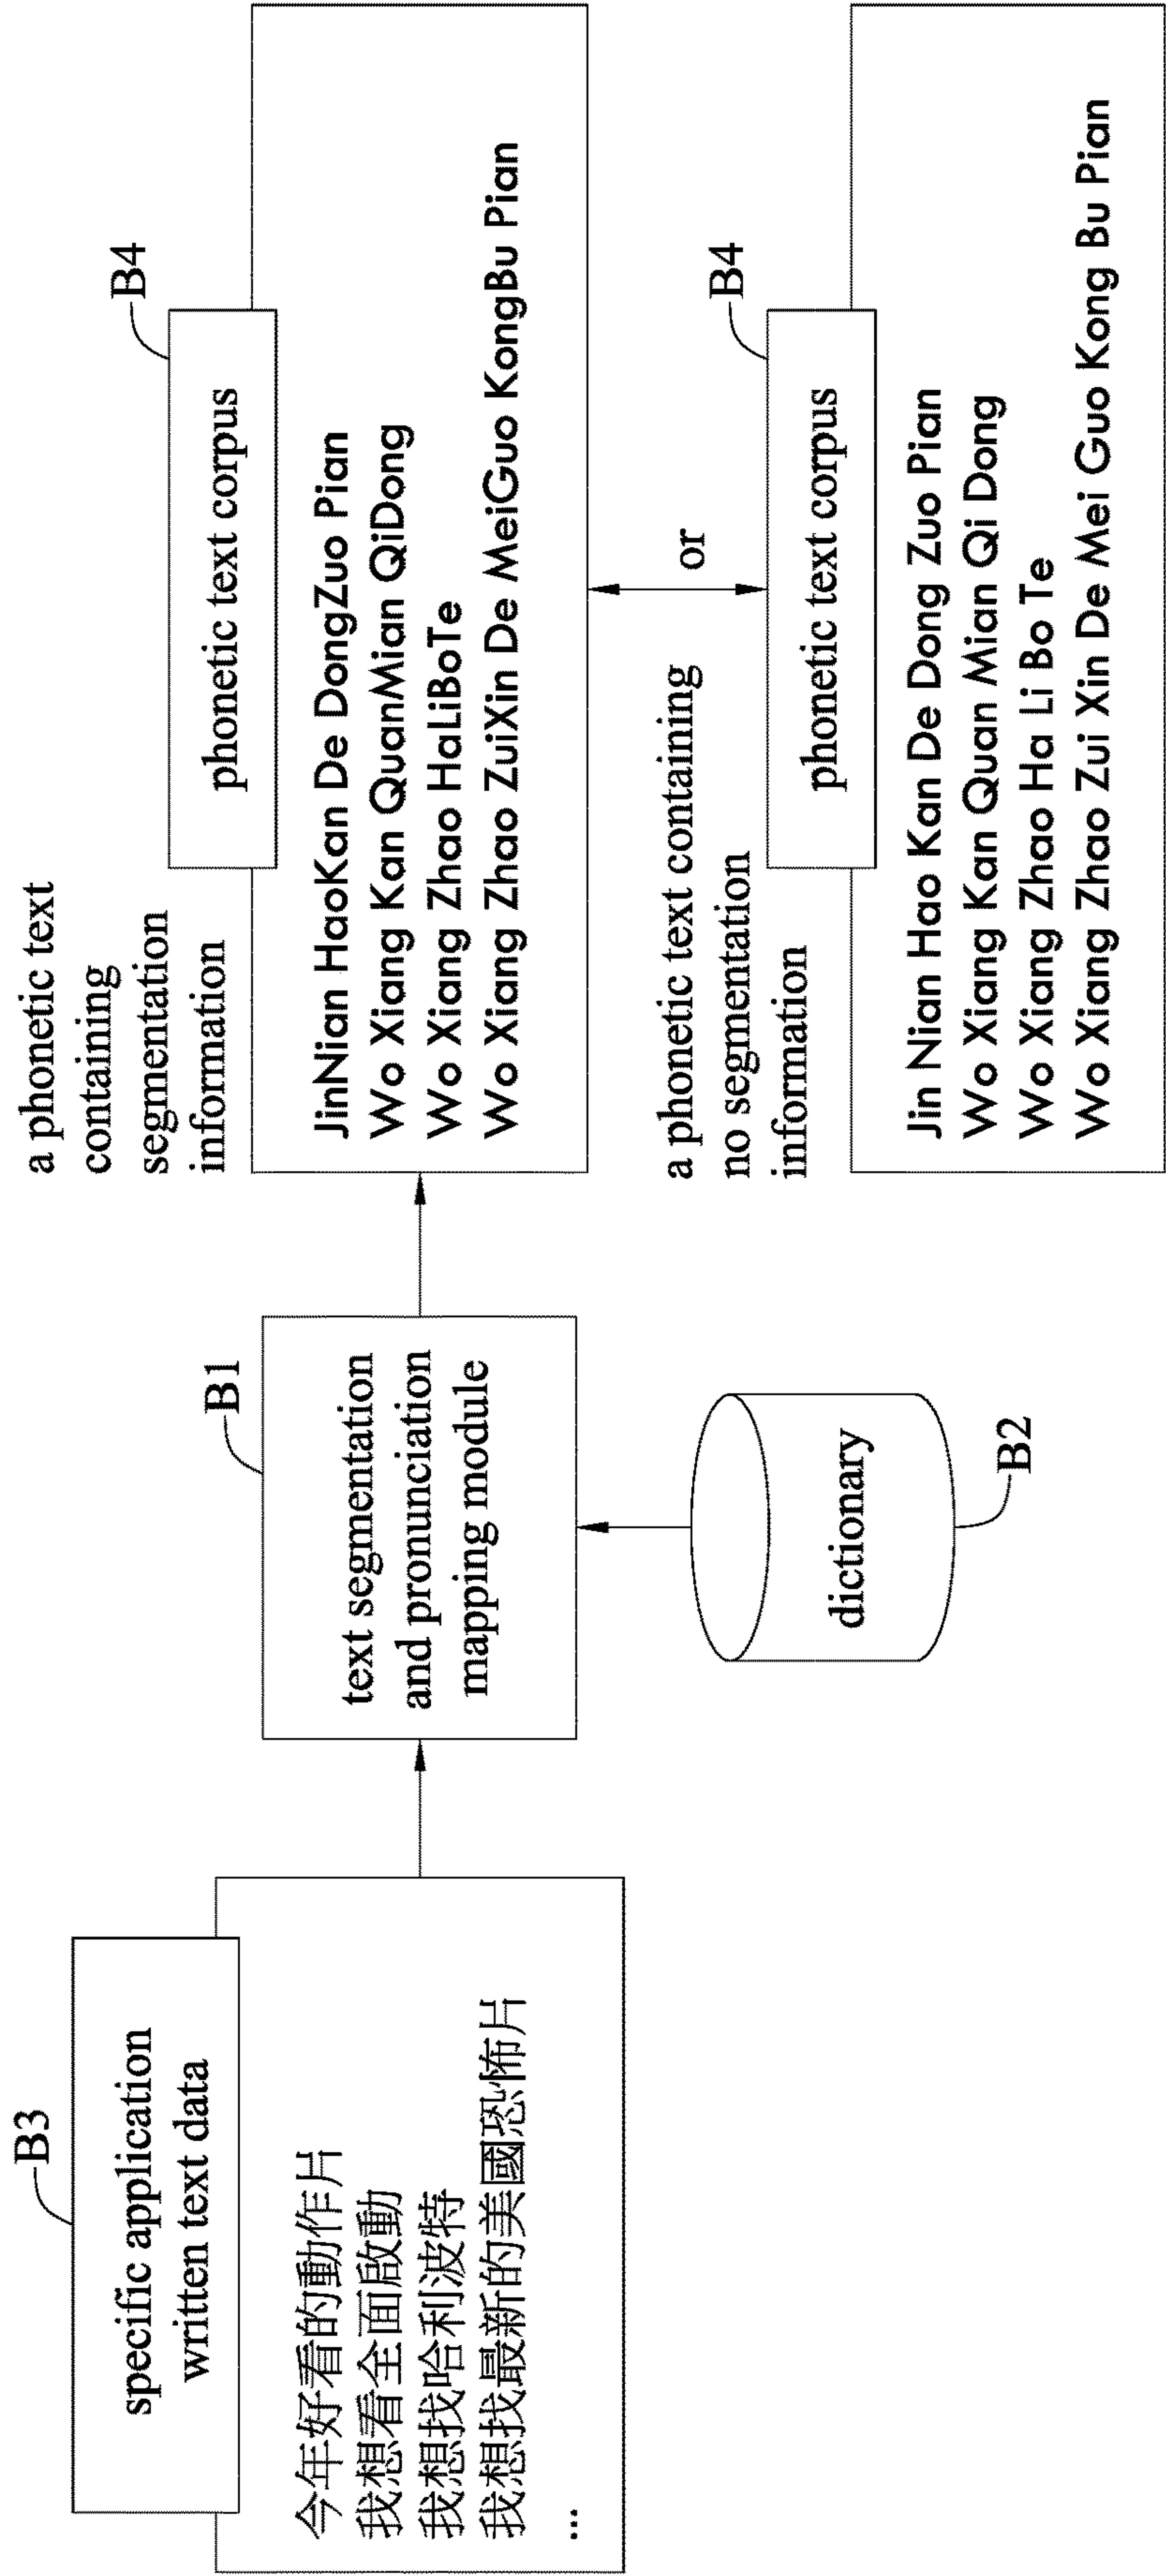 B3
specific application
written text data
今年好看的動作片
我想看全面啟動
我想找哈利波特
我想找最新的美國恐怖片
...
B1
text segmentation
and pronunciation
mapping module
dictionary
B2
a phonetic text
containing
segmentation
information
B4
phonetic text corpus
JinNian HaoKan De DongZuo Pian
Wo Xiang Kan QuanMian QiDong
Wo Xiang Zhao HaLiBoTe
Wo Xiang Zhao ZuiXin De MeiGuo KongBu Pian
or
a phonetic text containing
no segmentation
information
B4
phonetic text corpus
Jin Nian Hao Kan De Dong Zuo Pian
Wo Xiang Kan Quan Mian Qi Dong
Wo Xiang Zhao Ha Li Bo Te
Wo Xiang Zhao Zui Xin De Mei Guo Kong Bu Pian